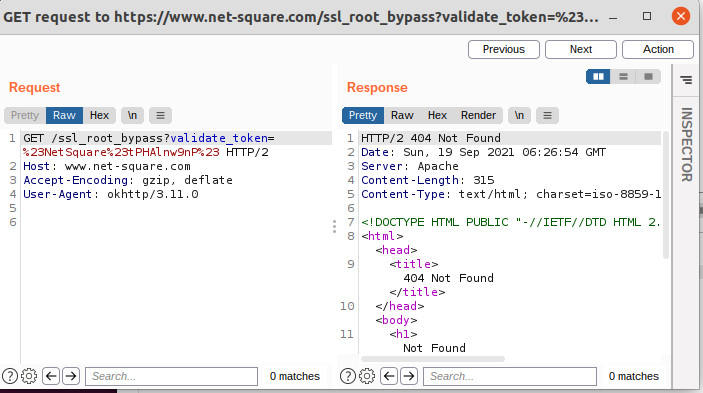 GET request to https://www.net-square.com/ssl_root_bypass?validate_token=%23...
Previous Next Action
Request
Pretty Raw Hex \n
1 GET /ssl_root_bypass?validate_token=
%23NetSquare%23tPHAlnw9nP%23 HTTP/2
2 Host: www.net-square.com
3 Accept-Encoding: gzip, deflate
4 User-Agent: okhttp/3.11.0
5
6
Search... 0 matches
Response
Pretty Raw Hex Render \n
1 HTTP/2 404 Not Found
2 Date: Sun, 19 Sep 2021 06:26:54 GMT
3 Server: Apache
4 Content-Length: 315
5 Content-Type: text/html; charset=iso-8859-1
6
7 <!DOCTYPE HTML PUBLIC "-//IETF//DTD HTML 2.
8 <html>
<head>
9 <title>
404 Not Found
</title>
10 </head>
<body>
11 <h1>
Not Found
Search... 0 matches
INSPECTOR